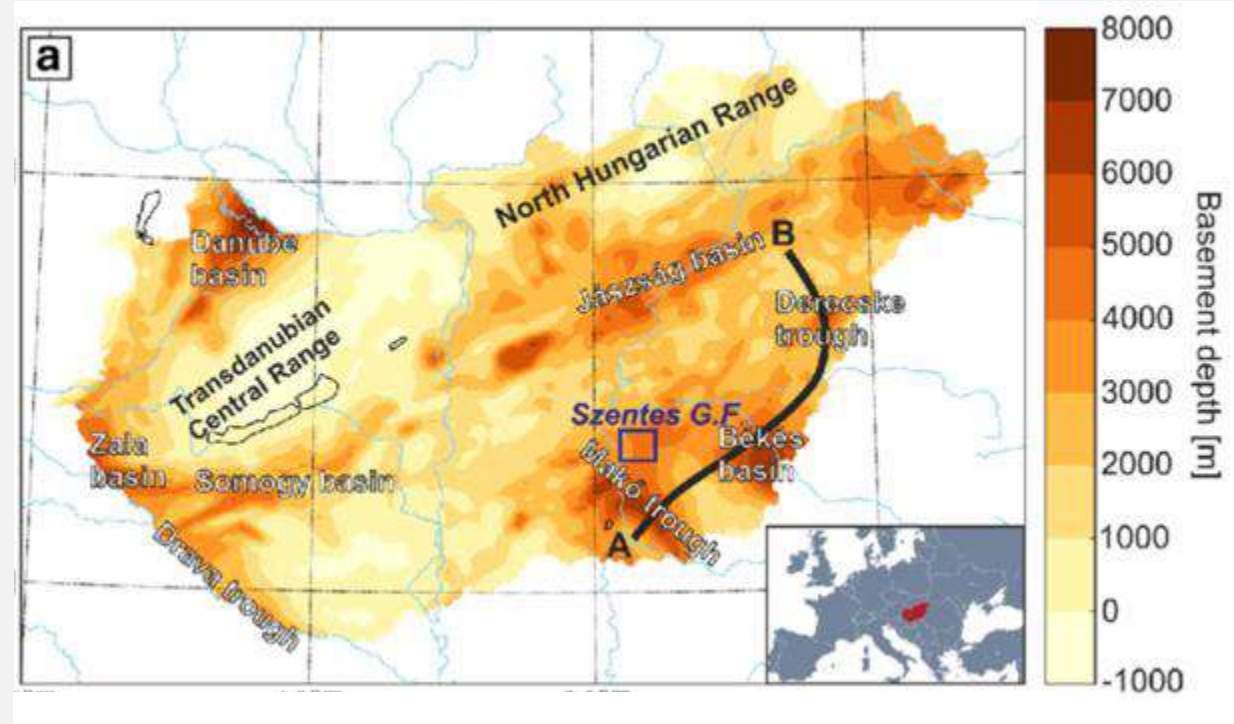 a
North Hungarian Range
Danube
basin
Jászság basin
B
Derecske
trough
Transdanubian
Central Range
Szentes G.F.
Békés
basin
Zala
basin
Somogy basin
Makó trough
A
Drava trough
8000
7000
6000
5000
4000
3000
2000
1000
0
-1000
Basement depth [m]